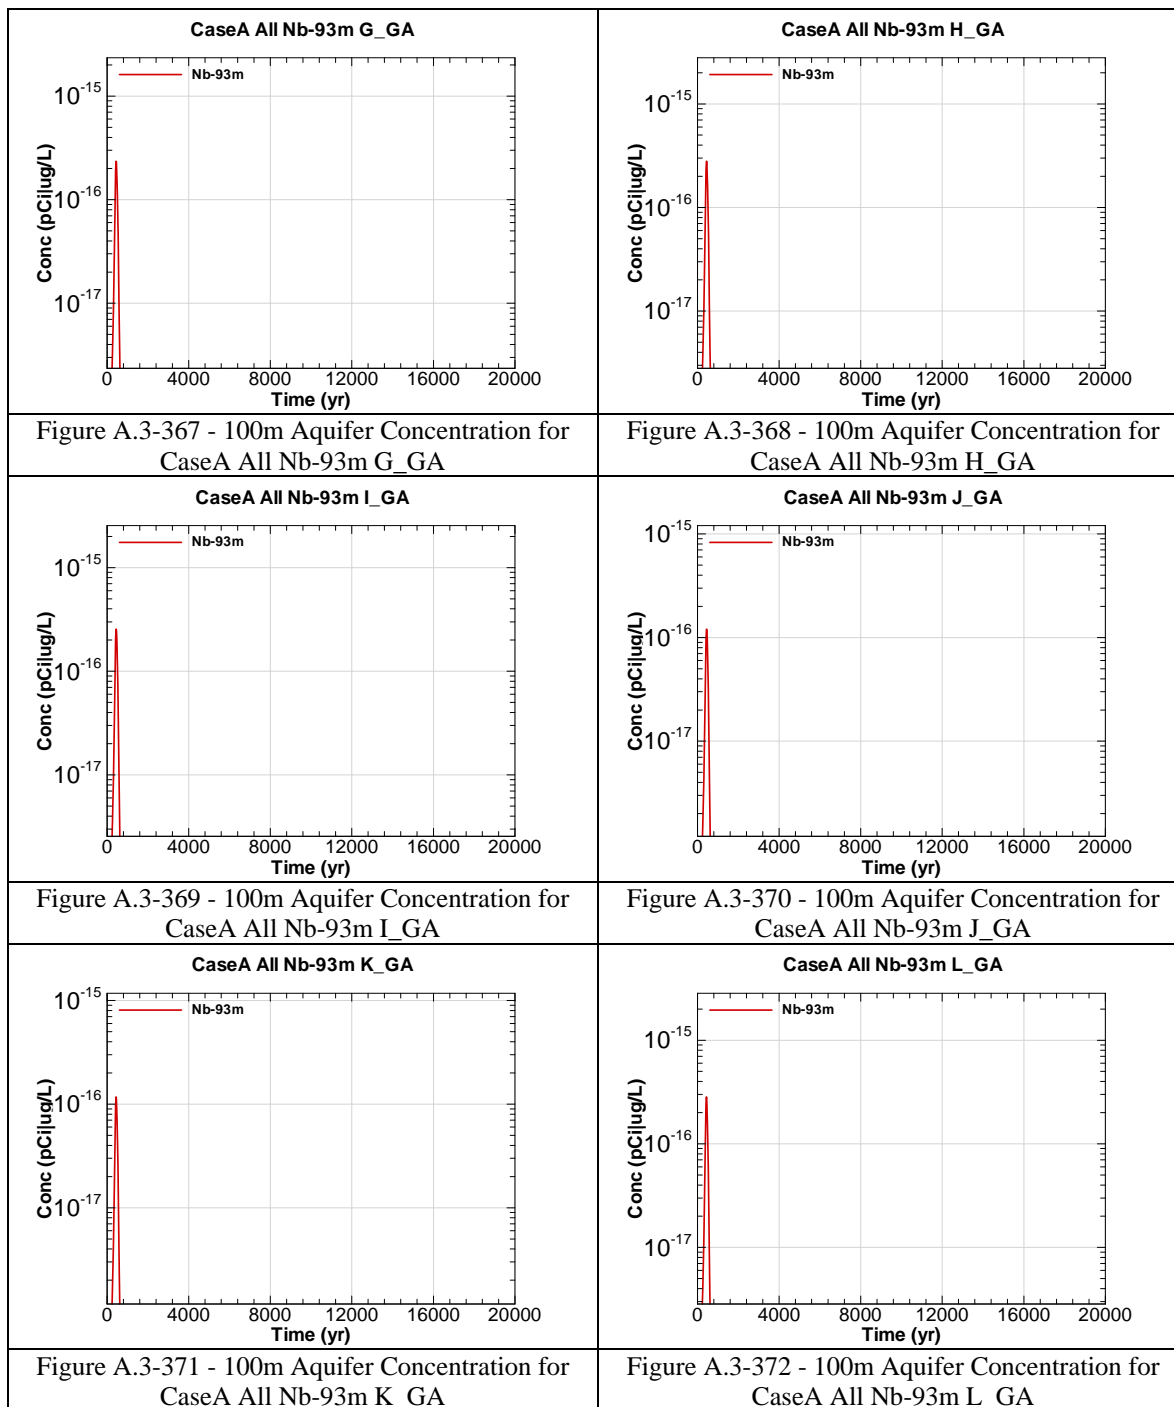 CaseA All Nb-93m G_GA
Nb-93m
10-15
10-16
10-17
Conc (pCi|ug/L)
0 4000 8000 12000 16000 20000
Time (yr)
Figure A.3-367 - 100m Aquifer Concentration for
CaseA All Nb-93m G_GA
CaseA All Nb-93m H_GA
Nb-93m
10-15
10-16
10-17
Conc (pCi|ug/L)
0 4000 8000 12000 16000 20000
Time (yr)
Figure A.3-368 - 100m Aquifer Concentration for
CaseA All Nb-93m H_GA
CaseA All Nb-93m I_GA
Nb-93m
10-15
10-16
10-17
Conc (pCi|ug/L)
0 4000 8000 12000 16000 20000
Time (yr)
Figure A.3-369 - 100m Aquifer Concentration for
CaseA All Nb-93m I_GA
CaseA All Nb-93m J_GA
Nb-93m
10-15
10-16
10-17
Conc (pCi|ug/L)
0 4000 8000 12000 16000 20000
Time (yr)
Figure A.3-370 - 100m Aquifer Concentration for
CaseA All Nb-93m J_GA
CaseA All Nb-93m K_GA
Nb-93m
10-15
10-16
10-17
Conc (pCi|ug/L)
0 4000 8000 12000 16000 20000
Time (yr)
Figure A.3-371 - 100m Aquifer Concentration for
CaseA All Nb-93m K_GA
CaseA All Nb-93m L_GA
Nb-93m
10-15
10-16
10-17
Conc (pCi|ug/L)
0 4000 8000 12000 16000 20000
Time (yr)
Figure A.3-372 - 100m Aquifer Concentration for
CaseA All Nb-93m L_GA